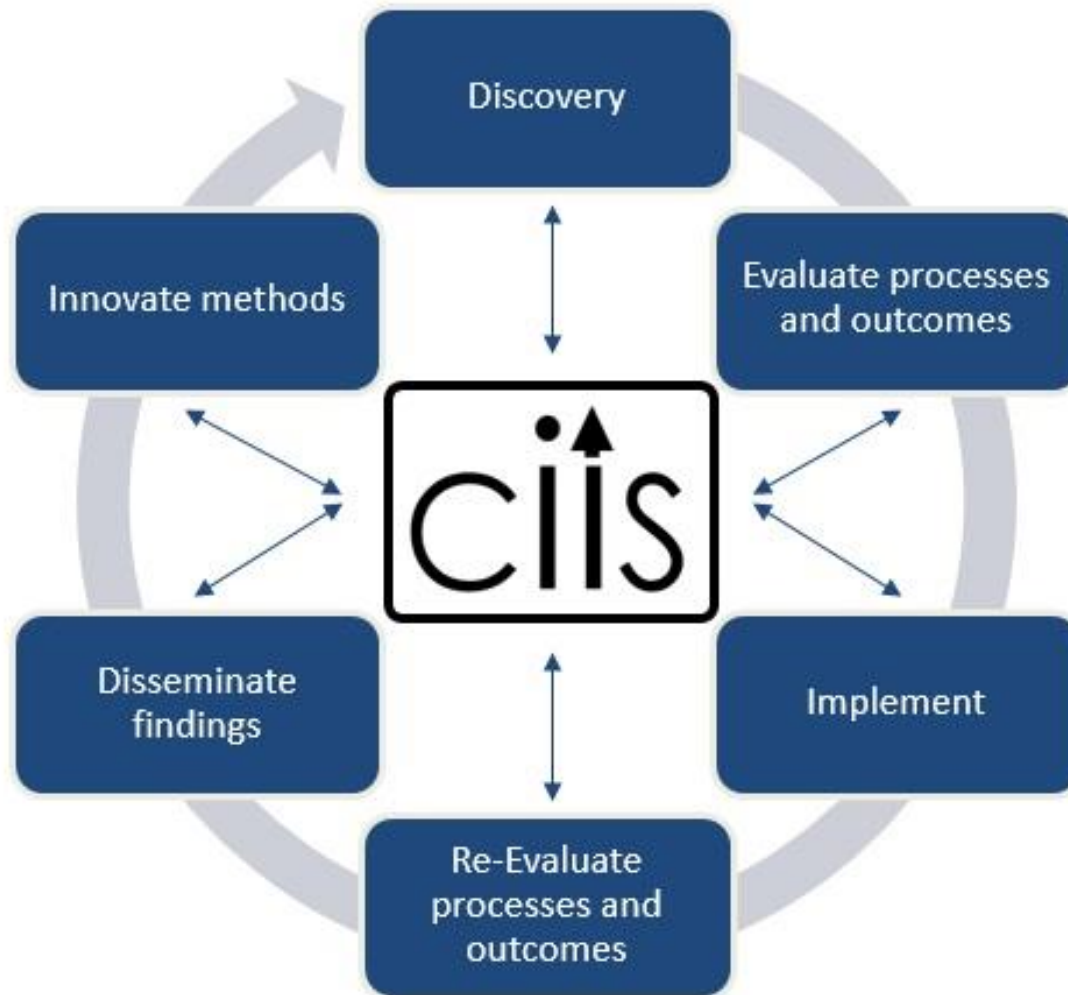 Discovery
Evaluate processes
and outcomes
Implement
Re-Evaluate
processes and
outcomes
Disseminate
findings
Innovate methods
ciis